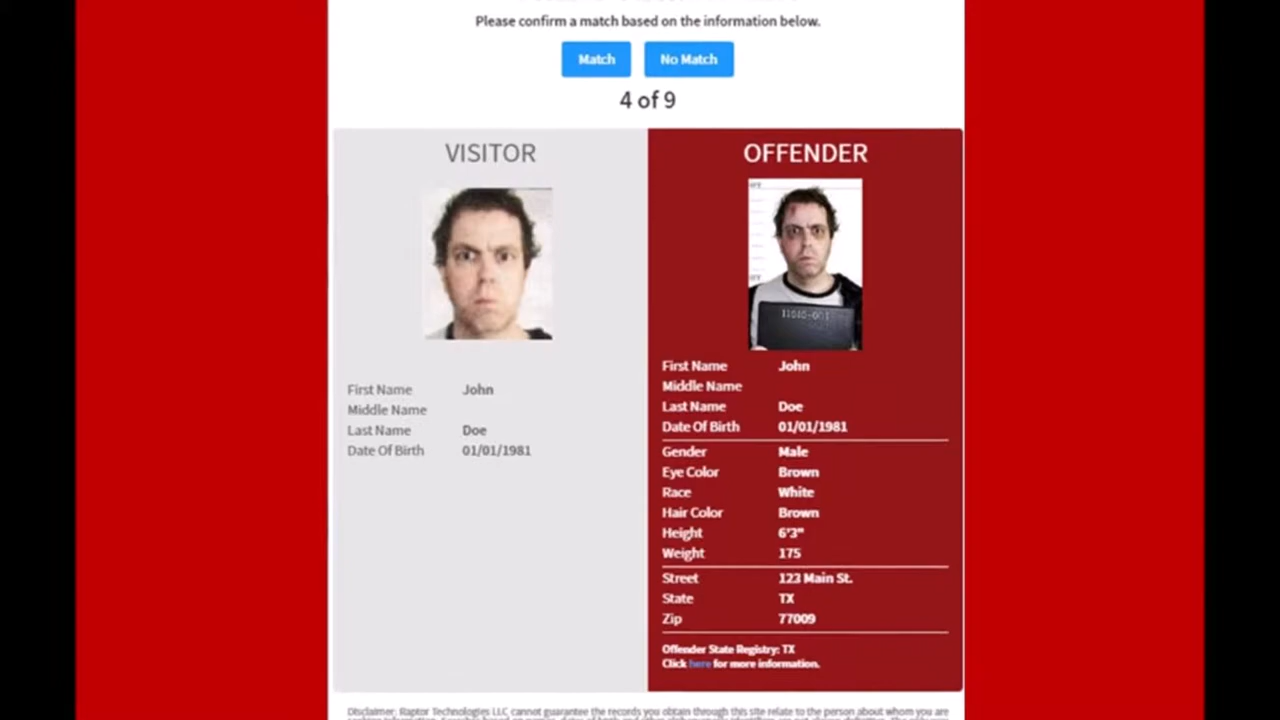 Please confirm a match based on the information below.
Match
No Match
4 of 9
VISITOR
First Name John
Middle Name
Last Name Doe
Date Of Birth 01/01/1981
OFFENDER
11010-001
First Name John
Middle Name
Last Name Doe
Date Of Birth 01/01/1981
Gender Male
Eye Color Brown
Race White
Hair Color Brown
Height 6'3"
Weight 175
Street 123 Main St.
State TX
Zip 77009
Offender State Registry: TX
Click here for more information.
Disclaimer: Raptor Technologies LLC cannot guarantee the records you obtain through this site relate to the person about whom you are